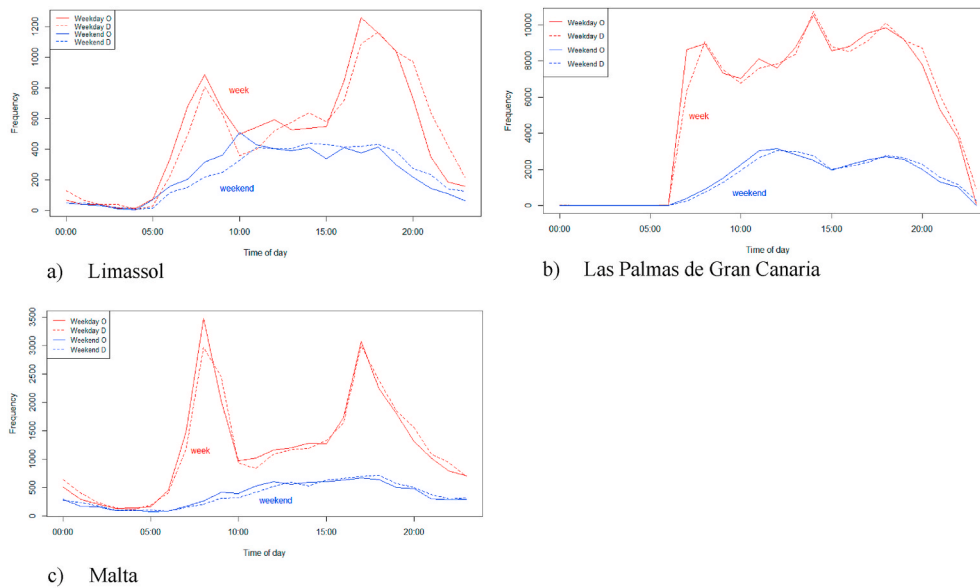 Weekday O
Weekday D
Weekend O
Weekend D
Frequency
0
200
400
600
800
1000
1200
week
weekend
00:00 05:00 10:00 15:00 20:00
Time of day
a) Limassol
Weekday O
Weekday D
Weekend O
Weekend D
Frequency
0
2000
4000
6000
8000
10000
week
weekend
00:00 05:00 10:00 15:00 20:00
Time of day
b) Las Palmas de Gran Canaria
Weekday O
Weekday D
Weekend O
Weekend D
Frequency
0
500
1000
1500
2000
2500
3000
3500
week
weekend
00:00 05:00 10:00 15:00 20:00
Time of day
c) Malta